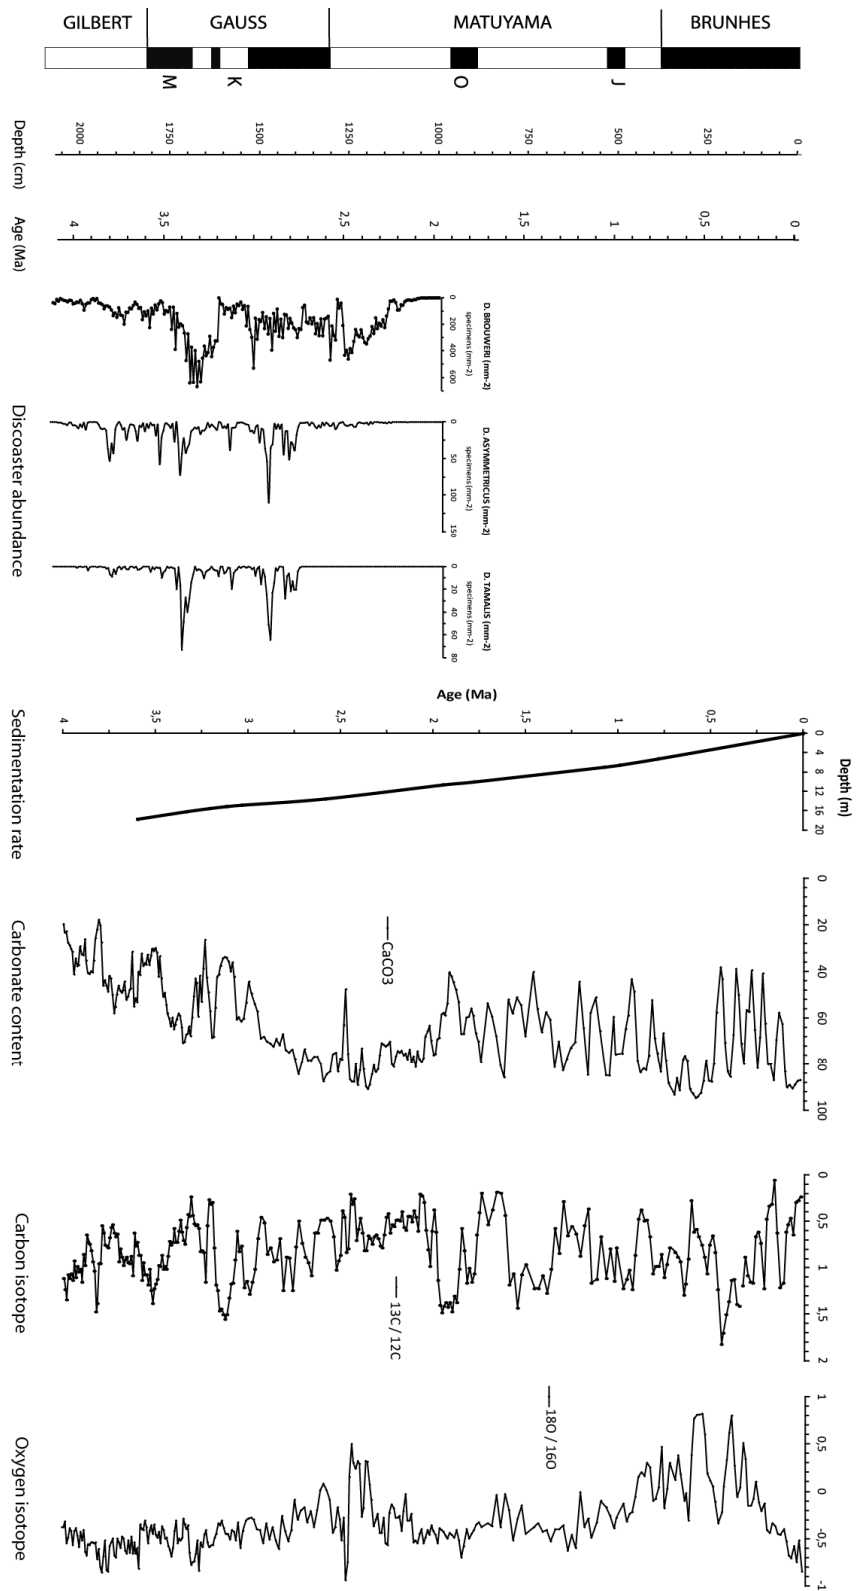 GILBERT GAUSS MATUYAMA BRUNHES
M K O J
2000 1750 1500 1250 1000 750 500 250 0
Depth (cm)
4 3,5 2,5 2 1,5 1 0,5 0
Age (Ma)
D. BROUWERI (mm-2)
specimens (mm-2)
0 200 400 600
D. ASYMMETRICUS (mm-2)
specimens (mm-2)
0 50 100 150
D. TAMALIS (mm-2)
specimens (mm-2)
0 20 40 60 80
Discoaster abundance
Age (Ma)
4 3,5 3 2,5 2 1,5 1 0,5 0
Depth (m)
0 4 8 12 16 20
Sedimentation rate
0 20 40 60 80 100
CaCO3
Carbonate content
0 0,5 1 1,5 2
13C / 12C
Carbon isotope
1 0,5 0 -0,5 -1
18O / 16O
Oxygen isotope